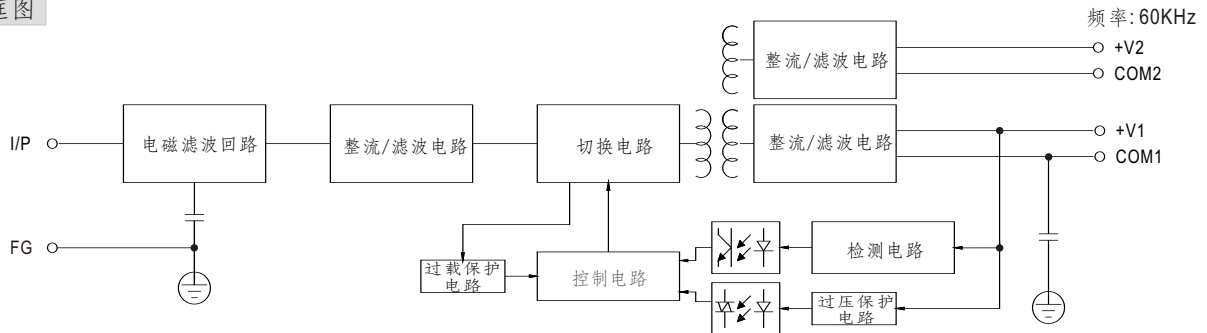 框图
频率: 60KHz
整流/滤波电路
+V2
COM2
I/P
电磁滤波回路
整流/滤波电路
切换电路
整流/滤波电路
+V1
COM1
FG
过载保护
电路
控制电路
检测电路
过压保护
电路